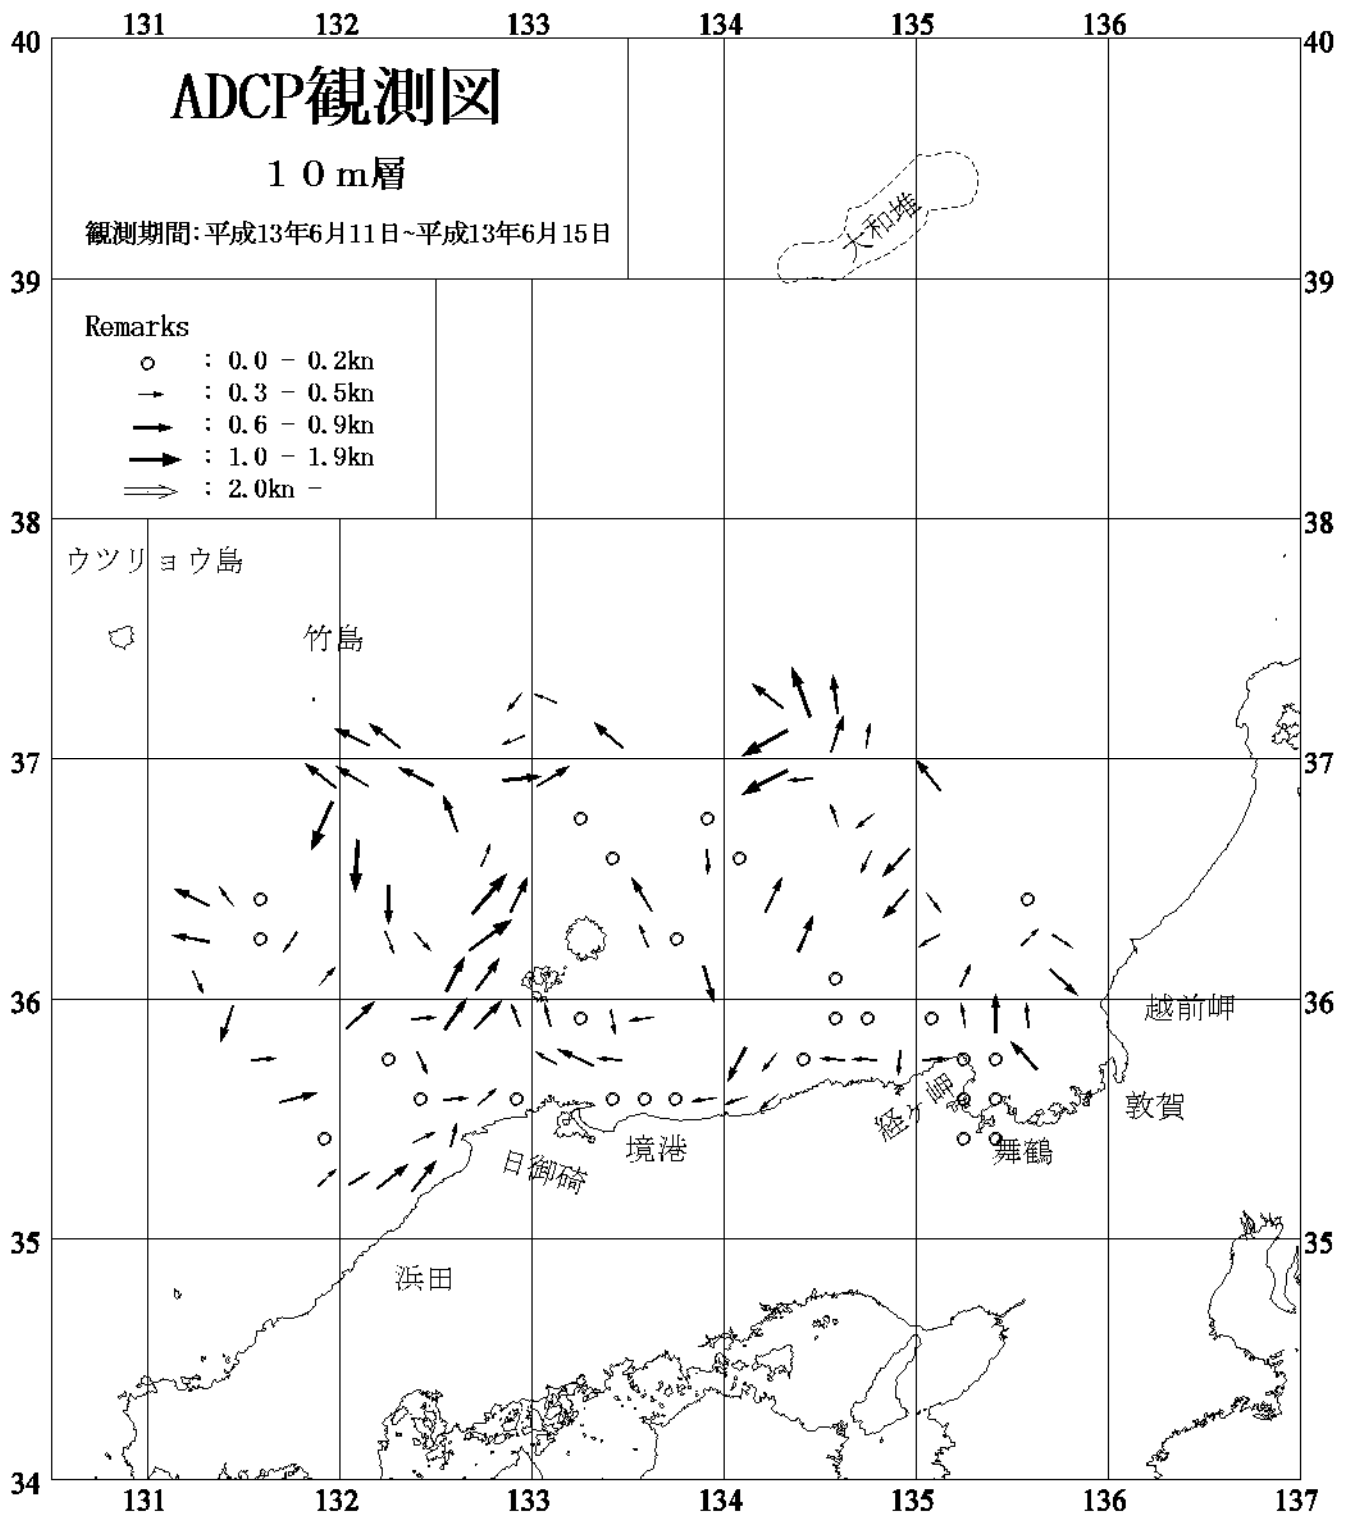 131 132 133 134 135 136
40 40
ADCP観測図
10m層
観測期間:平成13年6月11日~平成13年6月15日
大和堆
39 39
Remarks
: 0.0 - 0.2kn
: 0.3 - 0.5kn
: 0.6 - 0.9kn
: 1.0 - 1.9kn
: 2.0kn -
38 38
ウツリョウ島
竹島
37 37
36 36
越前岬
経ヶ岬
敦賀
境港
舞鶴
日御碕
35 35
浜田
34
131 132 133 134 135 136 137